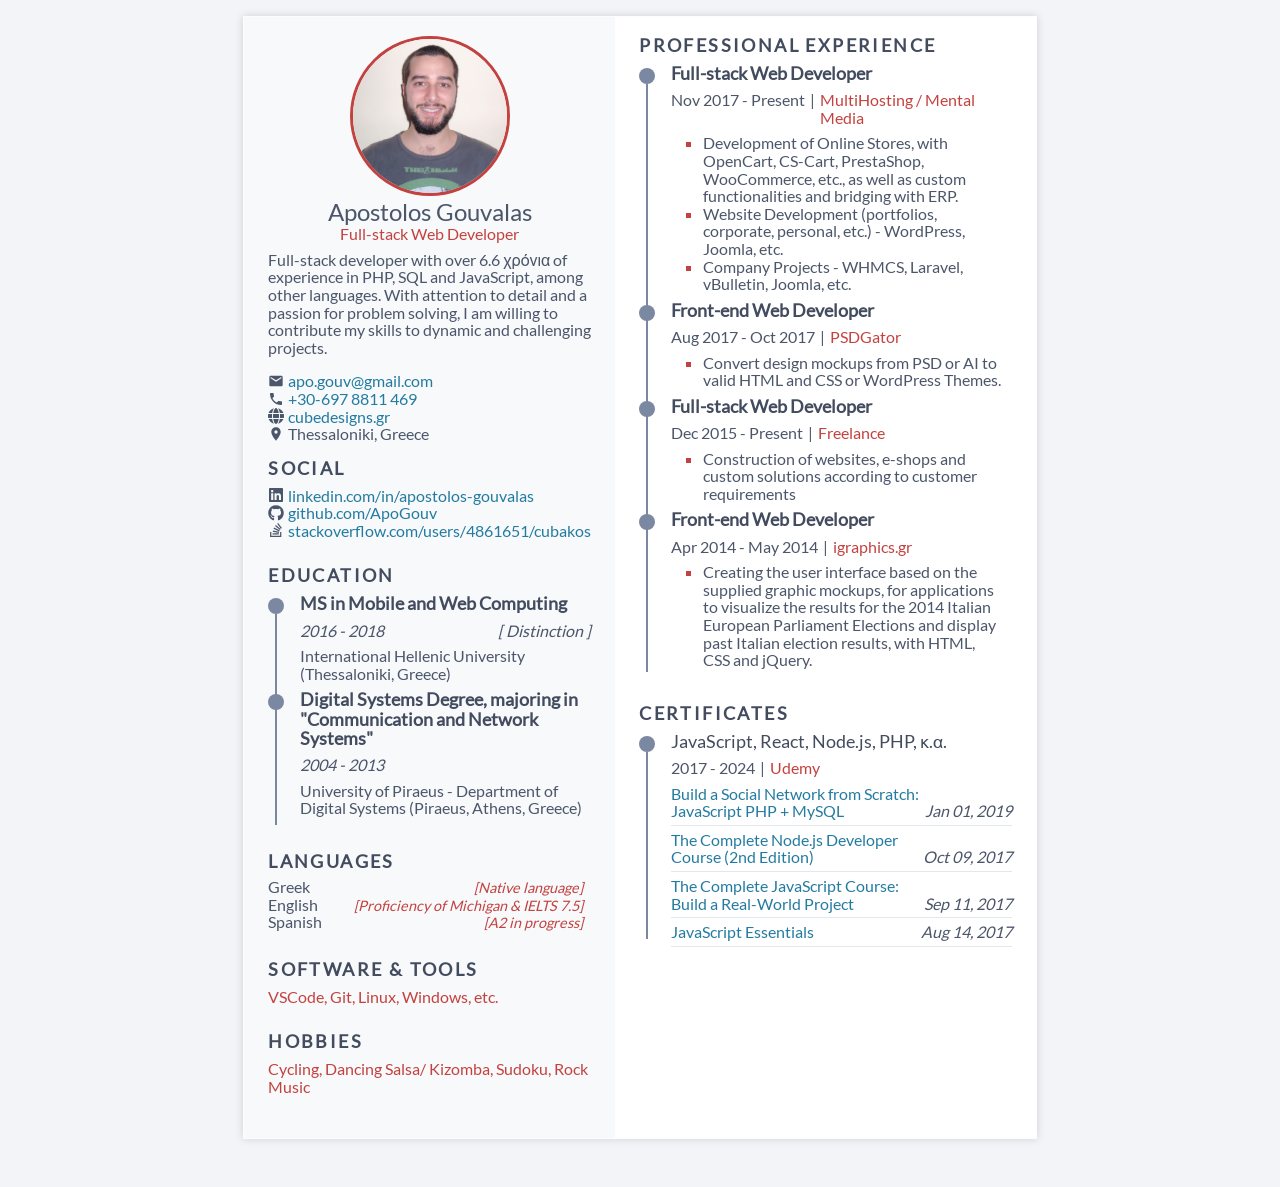 Apostolos Gouvalas
Full-stack Web Developer
Full-stack developer with over 6.6 χρόνια of
experience in PHP, SQL and JavaScript, among
other languages. With attention to detail and a
passion for problem solving, I am willing to
contribute my skills to dynamic and challenging
projects.
apo.gouv@gmail.com
+30-697 8811 469
cubedesigns.gr
Thessaloniki, Greece
SOCIAL
linkedin.com/in/apostolos-gouvalas
github.com/ApoGouv
stackoverflow.com/users/4861651/cubakos
EDUCATION
MS in Mobile and Web Computing
2016 - 2018 [ Distinction ]
International Hellenic University
(Thessaloniki, Greece)
Digital Systems Degree, majoring in
"Communication and Network
Systems"
2004 - 2013
University of Piraeus - Department of
Digital Systems (Piraeus, Athens, Greece)
LANGUAGES
Greek [Native language]
English [Proficiency of Michigan & IELTS 7.5]
Spanish [A2 in progress]
SOFTWARE & TOOLS
VSCode, Git, Linux, Windows, etc.
HOBBIES
Cycling, Dancing Salsa/ Kizomba, Sudoku, Rock
Music
PROFESSIONAL EXPERIENCE
Full-stack Web Developer
Nov 2017 - Present | MultiHosting / Mental
Media
Development of Online Stores, with
OpenCart, CS-Cart, PrestaShop,
WooCommerce, etc., as well as custom
functionalities and bridging with ERP.
Website Development (portfolios,
corporate, personal, etc.) - WordPress,
Joomla, etc.
Company Projects - WHMCS, Laravel,
vBulletin, Joomla, etc.
Front-end Web Developer
Aug 2017 - Oct 2017 | PSDGator
Convert design mockups from PSD or AI to
valid HTML and CSS or WordPress Themes.
Full-stack Web Developer
Dec 2015 - Present | Freelance
Construction of websites, e-shops and
custom solutions according to customer
requirements
Front-end Web Developer
Apr 2014 - May 2014 | igraphics.gr
Creating the user interface based on the
supplied graphic mockups, for applications
to visualize the results for the 2014 Italian
European Parliament Elections and display
past Italian election results, with HTML,
CSS and jQuery.
CERTIFICATES
JavaScript, React, Node.js, PHP, κ.α.
2017 - 2024 | Udemy
Build a Social Network from Scratch:
JavaScript PHP + MySQL Jan 01, 2019
The Complete Node.js Developer
Course (2nd Edition) Oct 09, 2017
The Complete JavaScript Course:
Build a Real-World Project Sep 11, 2017
JavaScript Essentials Aug 14, 2017